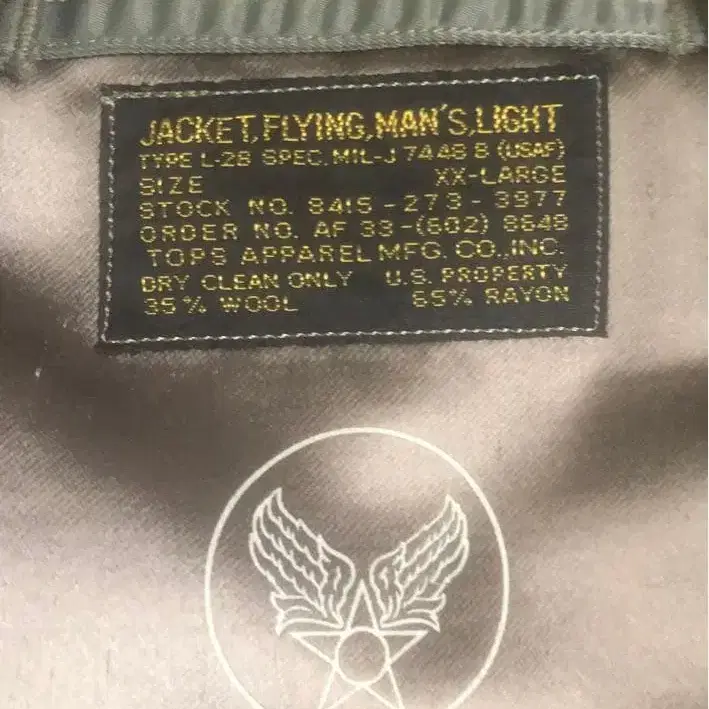 JACKET, FLYING, MAN'S, LIGHT
TYPE L-2B SPEC. MIL-J 7448 B (USAF)
SIZE XX-LARGE
STOCK NO. 8415-273-3977
ORDER NO. AF 33-(602) 8648
TOPS APPAREL MFG. CO., INC.
DRY CLEAN ONLY U.S. PROPERTY
35% WOOL 65% RAYON